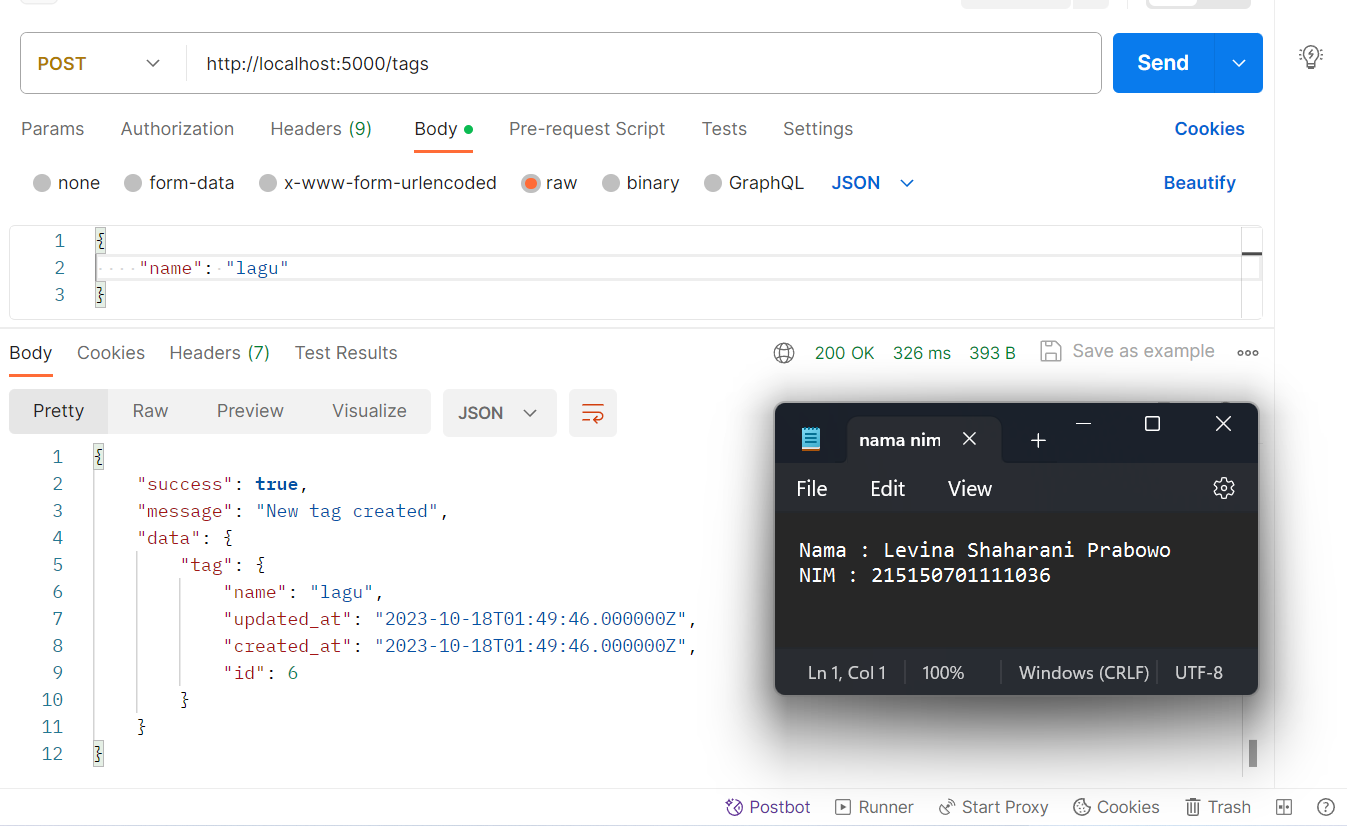 POST http://localhost:5000/tags Send
Params Authorization Headers (9) Body Pre-request Script Tests Settings Cookies
none form-data x-www-form-urlencoded raw binary GraphQL JSON Beautify
1 {
2 "name": "lagu"
3 }
Body Cookies Headers (7) Test Results 200 OK 326 ms 393 B Save as example
Pretty Raw Preview Visualize JSON
1 {
2 "success": true,
3 "message": "New tag created",
4 "data": {
5 "tag": {
6 "name": "lagu",
7 "updated_at": "2023-10-18T01:49:46.000000Z",
8 "created_at": "2023-10-18T01:49:46.000000Z",
9 "id": 6
10 }
11 }
12 }
nama nim
File Edit View
Nama : Levina Shaharani Prabowo
NIM : 215150701111036
Ln 1, Col 1 100% Windows (CRLF) UTF-8
Postbot Runner Start Proxy Cookies Trash